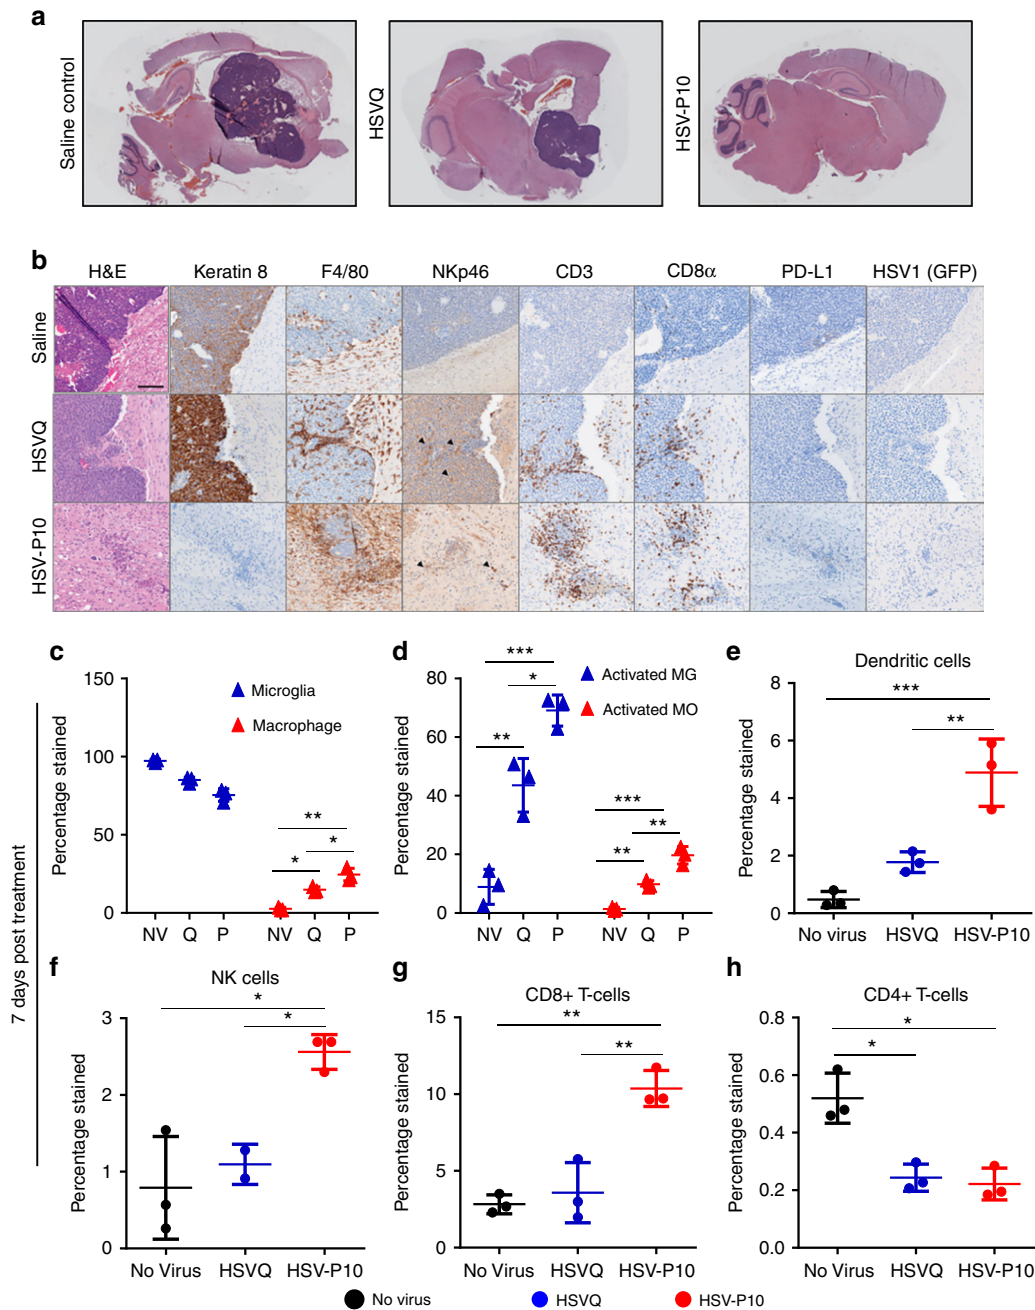 a
Saline control
HSVQ
HSV-P10
b
H&E Keratin 8 F4/80 NKp46 CD3 CD8α PD-L1 HSV1 (GFP)
Saline
HSVQ
HSV-P10
7 days post treatment
c
Percentage stained
150
100
50
0
Microglia
Macrophage
** 
* *
NV Q P NV Q P
d
Percentage stained
80
60
40
20
0
***
*
**
Activated MG
Activated MO
***
**
**
NV Q P NV Q P
e
Dendritic cells
Percentage stained
8
6
4
2
0
***
**
No virus HSVQ HSV-P10
f
NK cells
Percentage stained
3
2
1
0
*
*
No Virus HSVQ HSV-P10
g
CD8+ T-cells
Percentage stained
15
10
5
0
**
**
No Virus HSVQ HSV-P10
h
CD4+ T-cells
Percentage stained
0.8
0.6
0.4
0.2
0.0
*
*
No Virus HSVQ HSV-P10
No virus HSVQ HSV-P10